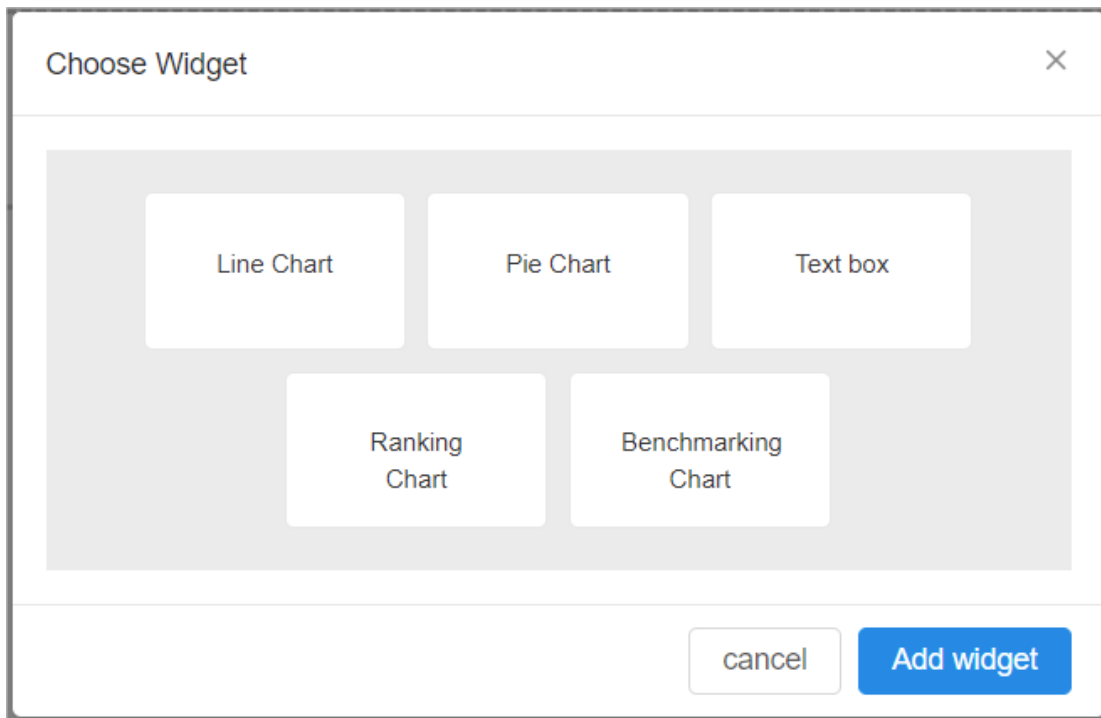 Choose Widget
Line Chart
Pie Chart
Text box
Ranking
Chart
Benchmarking
Chart
cancel
Add widget